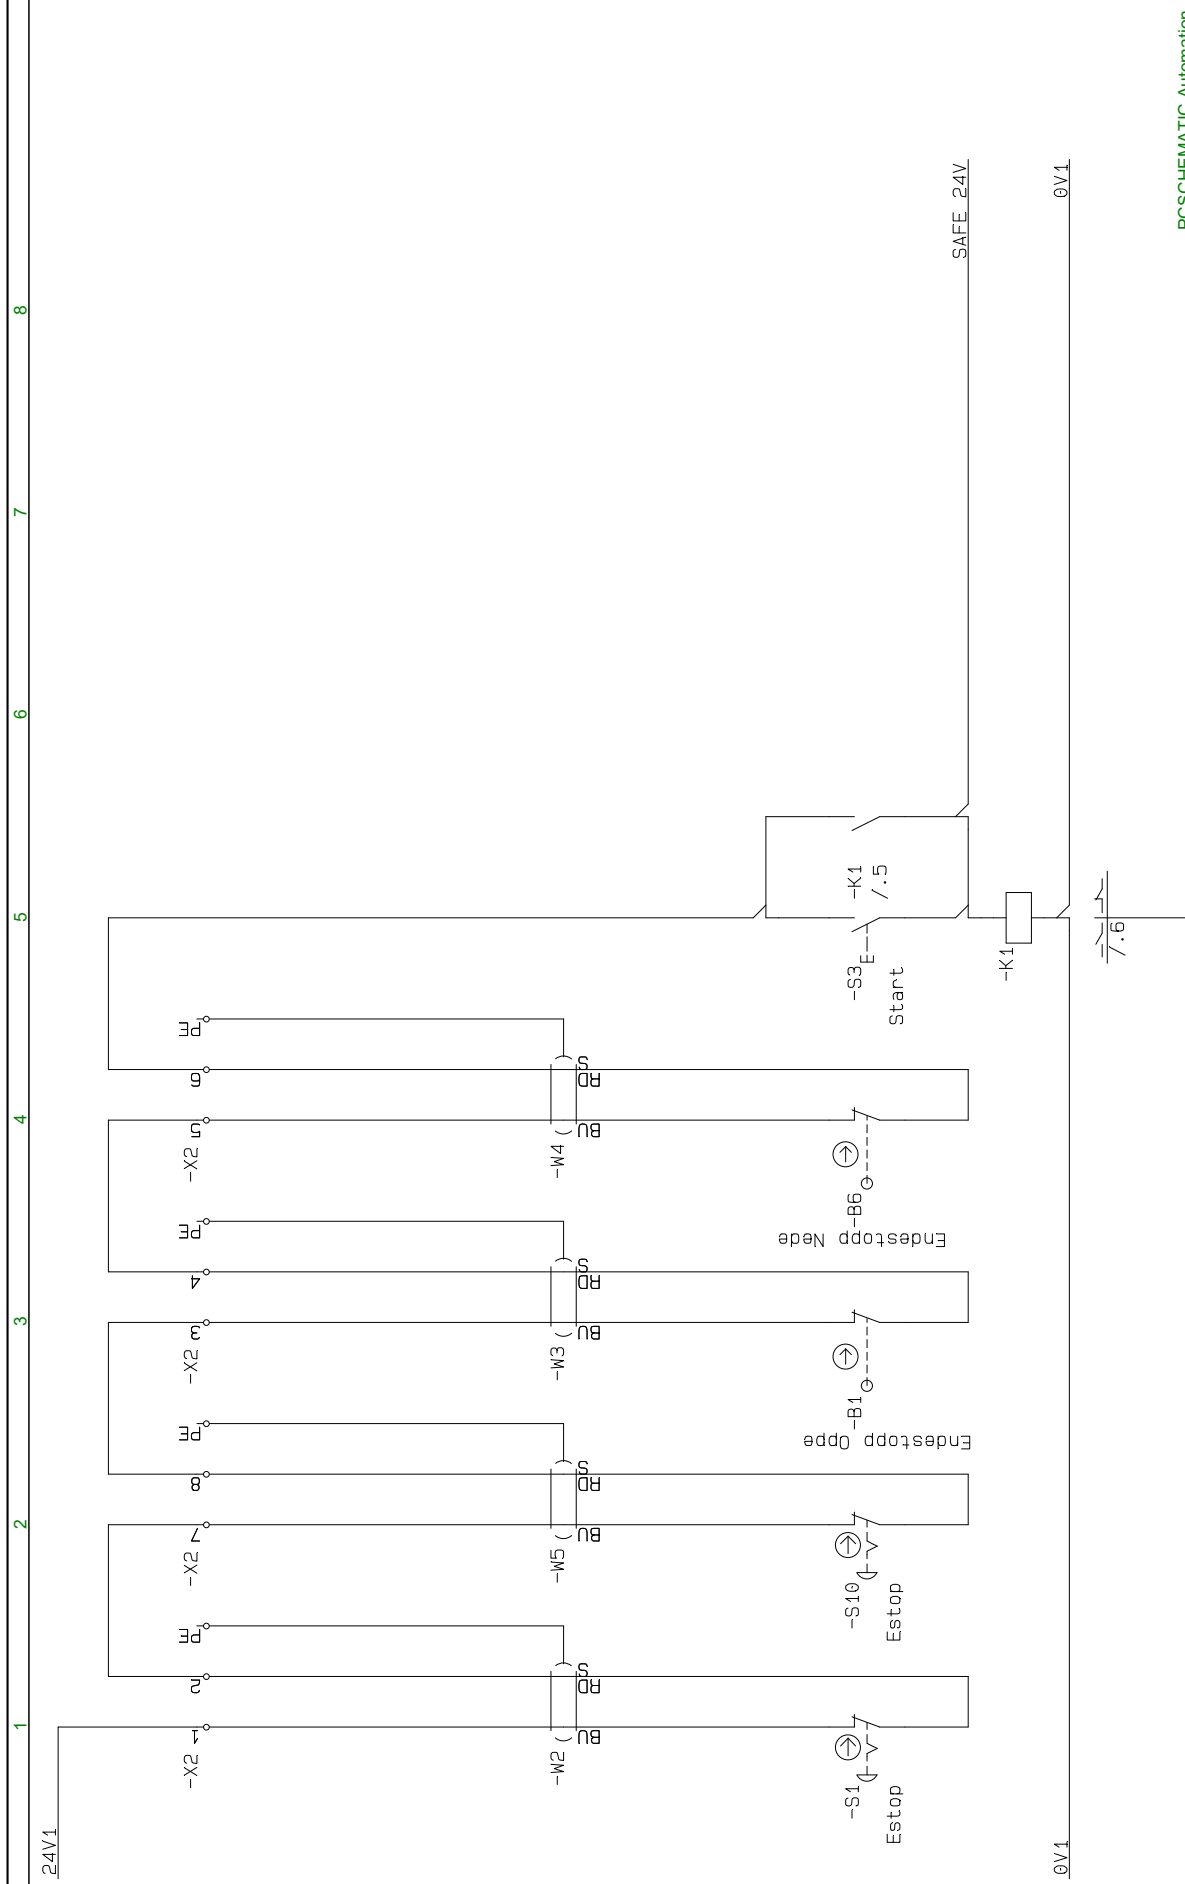 1
2
3
4
5
6
7
8
24V1
-X2
1
2
PE
-X2
7
8
PE
-X2
3
4
PE
-X2
5
6
PE
-W2
BU
RD
S
-W5
BU
RD
S
-W3
BU
RD
S
-W4
BU
RD
S
-S1
Estop
-S10
Estop
-B1
Endestopp Oppe
-B6
Endestopp Nede
-S3
E
Start
-K1
/.5
SAFE 24V
-K1
0V1
0V1
/.6
PCSCHEMATIC Automation